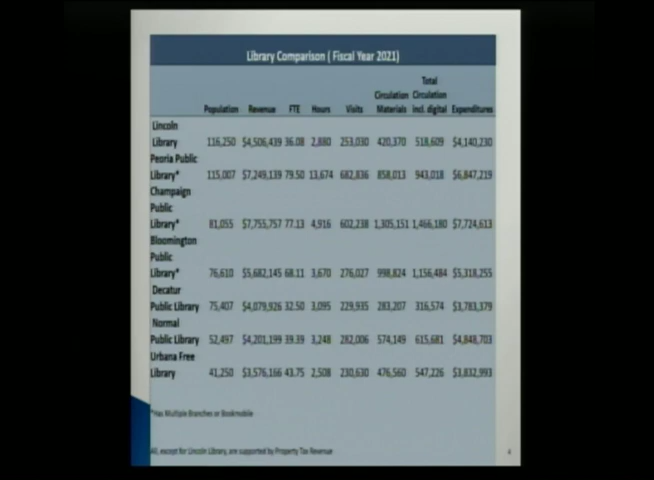 Library Comparison ( Fiscal Year 2021)
Total
Circulation Circulation
Population Revenue FTE Hours Visits Materials incl. digital Expenditures
Lincoln
Library 116,250 $4,506,439 36.08 2,880 253,030 420,370 518,609 $4,140,230
Peoria Public
Library* 115,007 $7,249,139 79.50 13,674 682,836 858,013 943,018 $6,847,219
Champaign
Public
Library* 81,055 $7,755,757 77.13 4,916 602,238 1,305,151 1,466,180 $7,724,613
Bloomington
Public
Library* 76,610 $5,682,145 68.11 3,670 276,027 998,824 1,156,484 $5,318,255
Decatur
Public Library 75,407 $4,079,926 32.50 3,095 229,935 283,207 316,574 $3,783,379
Normal
Public Library 52,497 $4,201,199 39.39 3,248 282,006 574,149 615,681 $4,848,703
Urbana Free
Library 41,250 $3,576,166 43.75 2,508 230,630 476,560 547,226 $3,832,993
*Has Multiple Branches or Bookmobile
All, except for Lincoln Library, are supported by Property Tax Revenue
4